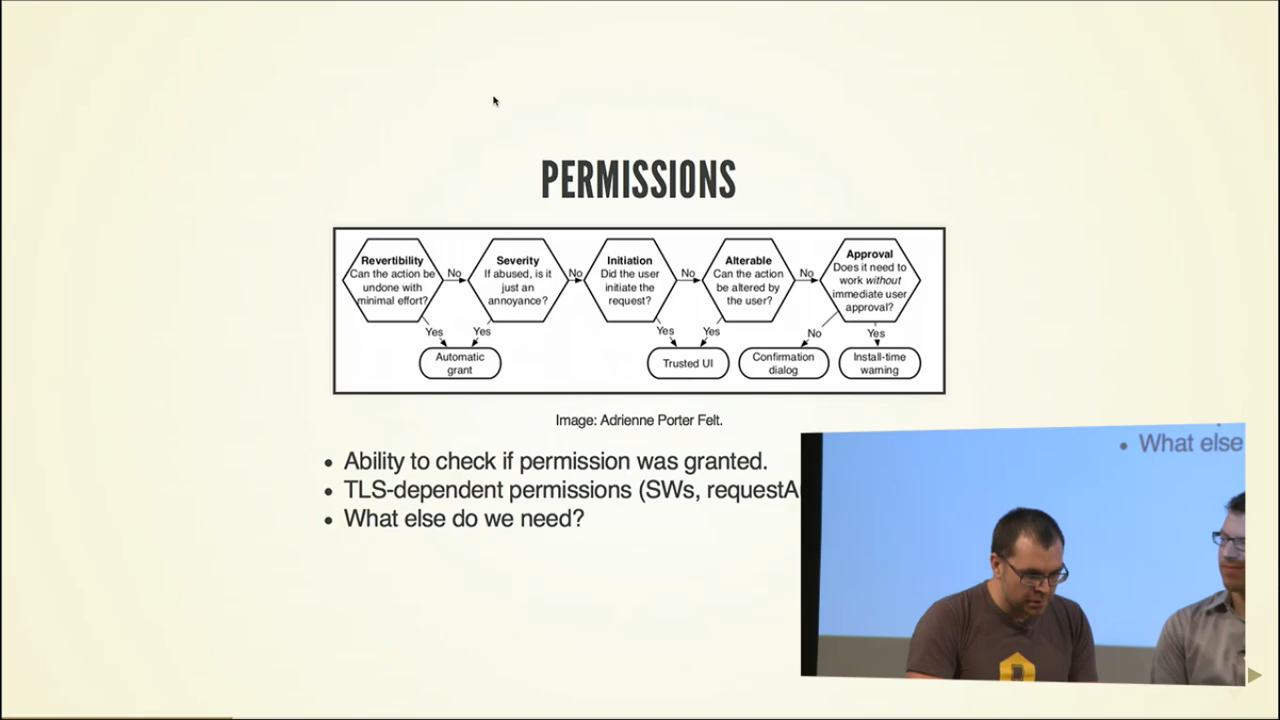 PERMISSIONS
Revertibility
Can the action be
undone with
minimal effort?
No
Severity
If abused, is it
just an
annoyance?
No
Initiation
Did the user
initiate the
request?
No
Alterable
Can the action
be altered by
the user?
No
Approval
Does it need to
work without
immediate user
approval?
Yes
Yes
Yes
Yes
No
Yes
Automatic
grant
Trusted UI
Confirmation
dialog
Install-time
warning
Image: Adrienne Porter Felt.
• Ability to check if permission was granted.
• TLS-dependent permissions (SWs,
• What else do we need?
• What else